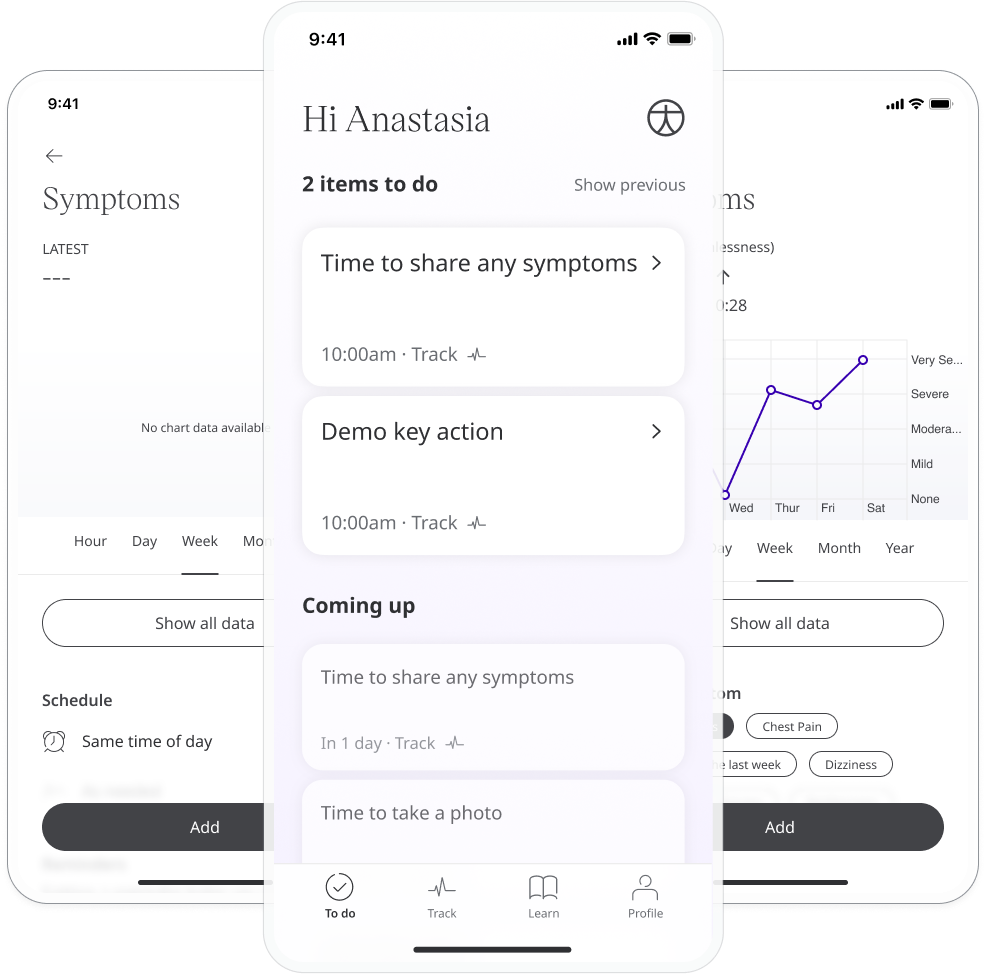 9:41
Symptoms
LATEST
---
No chart data available
Hour Day Week
Show all data
Schedule
Same time of day
Add
9:41
Hi Anastasia
2 items to do Show previous
Time to share any symptoms
10:00am · Track
Demo key action
10:00am · Track
Coming up
Time to share any symptoms
In 1 day · Track
Time to take a photo
To do Track Learn Profile
0:28
Very Se...
Severe
Modera...
Mild
None
Wed Thur Fri Sat
Week Month Year
Show all data
Chest Pain
last week
Dizziness
Add